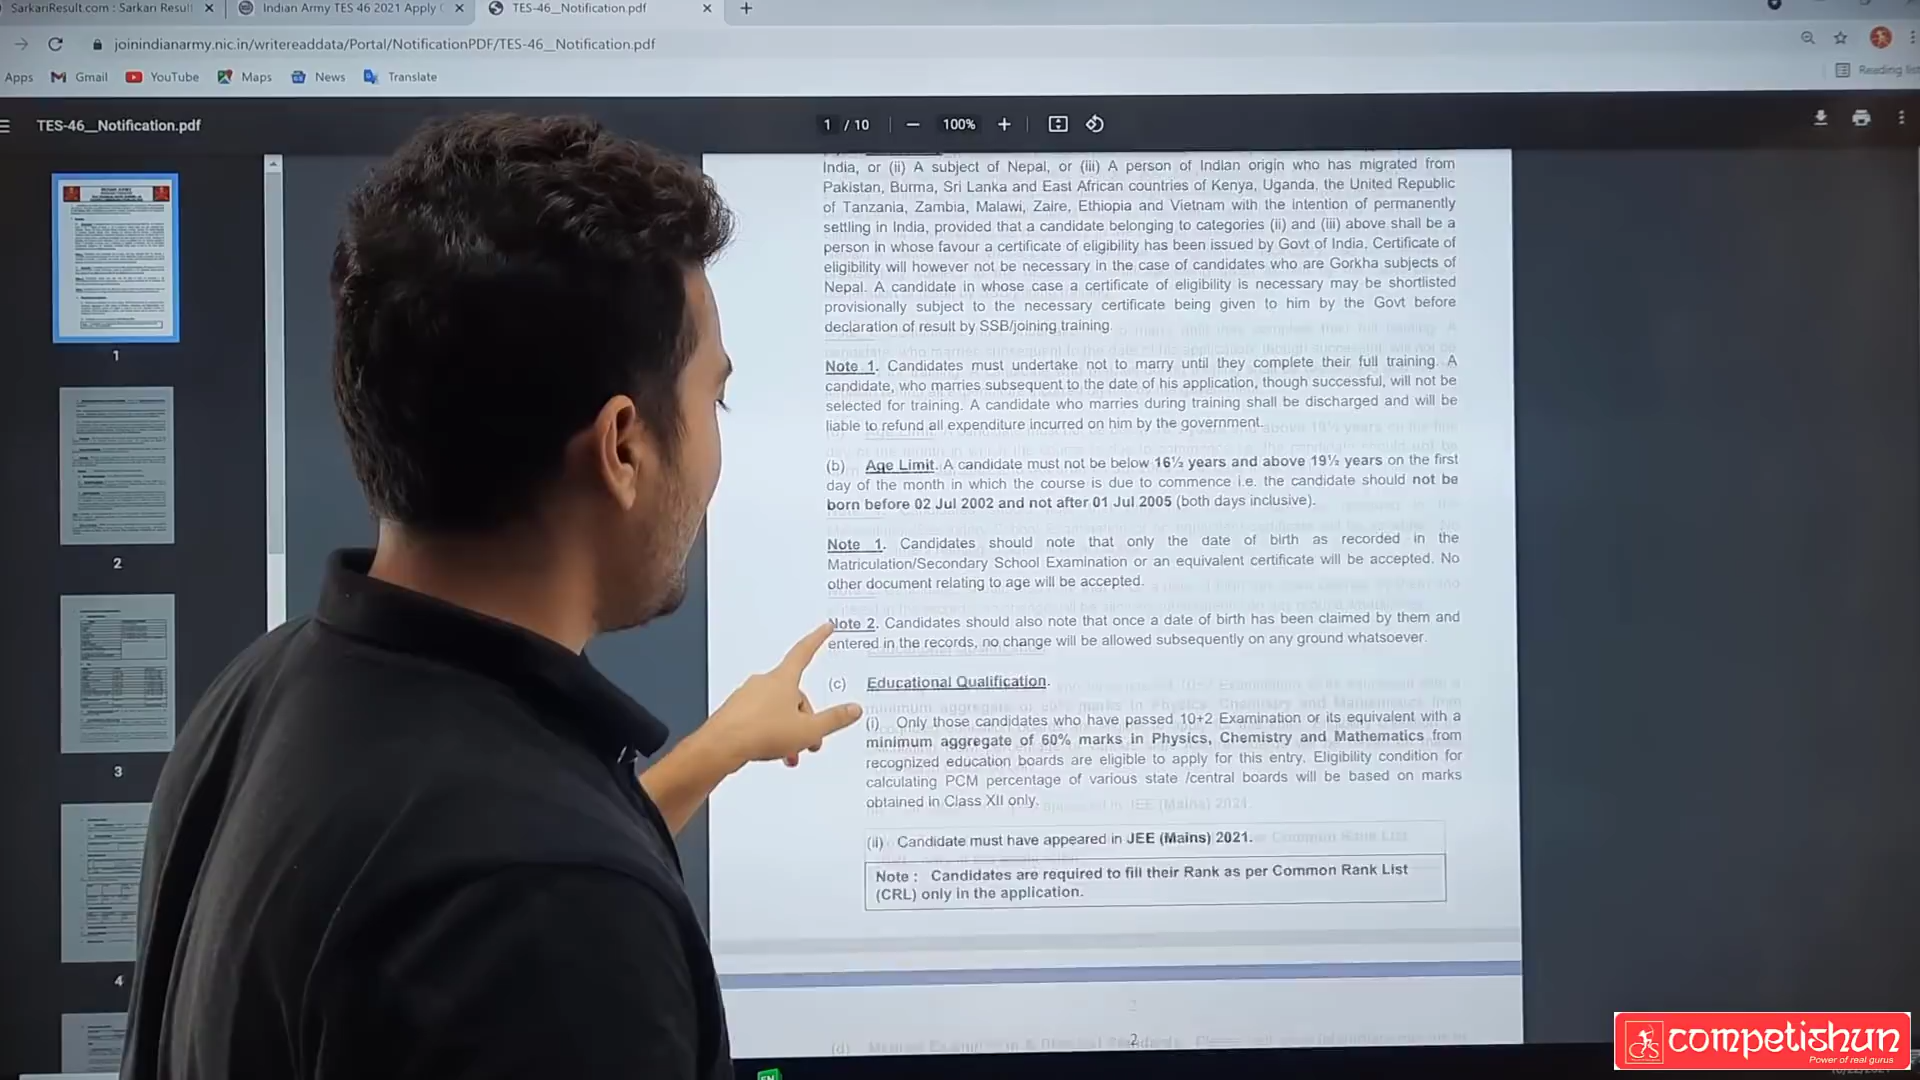 SarkariResult.com : Sarkari Result
Indian Army TES 46 2021 Apply
TES-46__Notification.pdf
joinindianarmy.nic.in/writereaddata/Portal/NotificationPDF/TES-46__Notification.pdf
Apps
Gmail
YouTube
Maps
News
Translate
Reading list
TES-46__Notification.pdf
1 / 10
100%
India, or (ii) A subject of Nepal, or (iii) A person of Indian origin who has migrated from
Pakistan, Burma, Sri Lanka and East African countries of Kenya, Uganda, the United Republic
of Tanzania, Zambia, Malawi, Zaire, Ethiopia and Vietnam with the intention of permanently
settling in India, provided that a candidate belonging to categories (ii) and (iii) above shall be a
person in whose favour a certificate of eligibility has been issued by Govt of India. Certificate of
eligibility will however not be necessary in the case of candidates who are Gorkha subjects of
Nepal. A candidate in whose case a certificate of eligibility is necessary may be shortlisted
provisionally subject to the necessary certificate being given to him by the Govt before
declaration of result by SSB/joining training.
Note 1. Candidates must undertake not to marry until they complete their full training. A
candidate, who marries subsequent to the date of his application, though successful, will not be
selected for training. A candidate who marries during training shall be discharged and will be
liable to refund all expenditure incurred on him by the government.
(b) Age Limit. A candidate must not be below 16½ years and above 19½ years on the first
day of the month in which the course is due to commence i.e. the candidate should not be
born before 02 Jul 2002 and not after 01 Jul 2005 (both days inclusive).
Note 1. Candidates should note that only the date of birth as recorded in the
Matriculation/Secondary School Examination or an equivalent certificate will be accepted. No
other document relating to age will be accepted.
Note 2. Candidates should also note that once a date of birth has been claimed by them and
entered in the records, no change will be allowed subsequently on any ground whatsoever.
(c) Educational Qualification.
(i) Only those candidates who have passed 10+2 Examination or its equivalent with a
minimum aggregate of 60% marks in Physics, Chemistry and Mathematics from
recognized education boards are eligible to apply for this entry. Eligibility condition for
calculating PCM percentage of various state /central boards will be based on marks
obtained in Class XII only.
(ii) Candidate must have appeared in JEE (Mains) 2021.
Note : Candidates are required to fill their Rank as per Common Rank List
(CRL) only in the application.
2
1
2
3
4
competishun
Power of real gurus